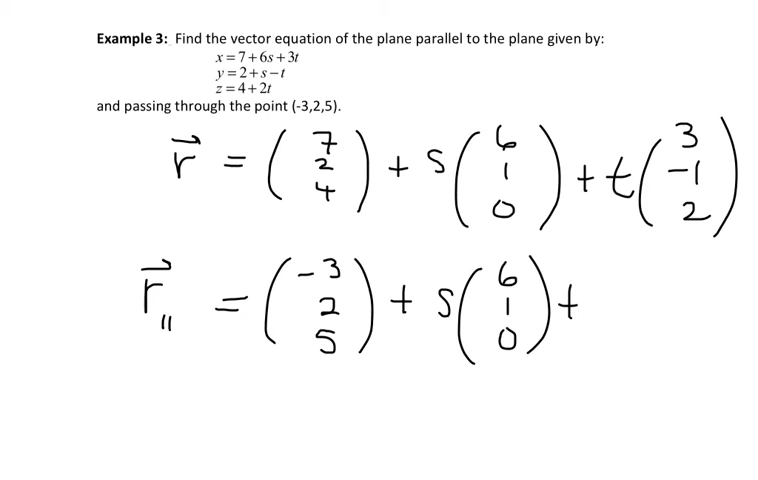 Example 3: Find the vector equation of the plane parallel to the plane given by:
x = 7 + 6s + 3t
y = 2 + s − t
z = 4 + 2t
and passing through the point (-3,2,5).
r⃗ = (7 2 4) + s(6 1 0) + t(3 -1 2)
r⃗ₗₗ = (-3 2 5) + s(6 1 0) +